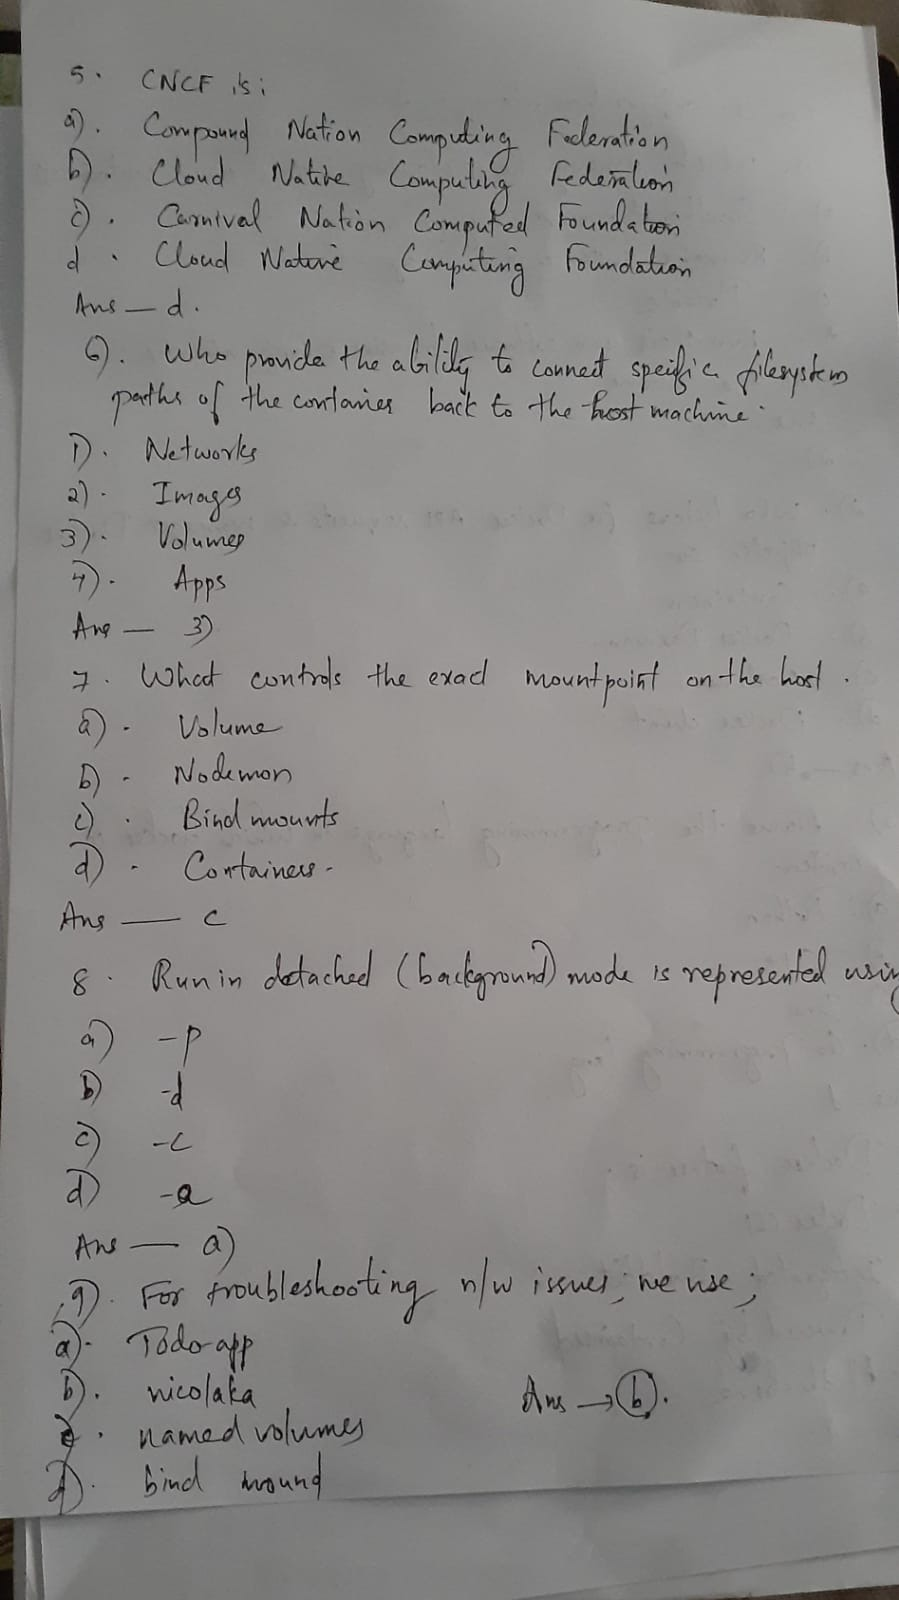 5. CNCF is:
a). Compound Nation Computing Federation
b). Cloud Native Computing Federation
c). Carnival Nation Computed Foundation
d. Cloud Native Computing Foundation
Ans — d.
6). Who provide the ability to connect specific filesystem
paths of the container back to the host machine.
1). Networks
2). Images
3). Volumes
4). Apps
Ans — 3)
7. What controls the exact mountpoint on the host.
a). Volume
b). Nodemon
c). Bind mounts
d). Containers.
Ans — c
8. Run in detached (background) mode is represented using
a) -p
b) -d
c) -c
d) -a
Ans — a)
9). For troubleshooting n/w issues, we use;
a). Todo-app
b). nicolaka
Ans → (b).
c. named volumes
d). bind mound